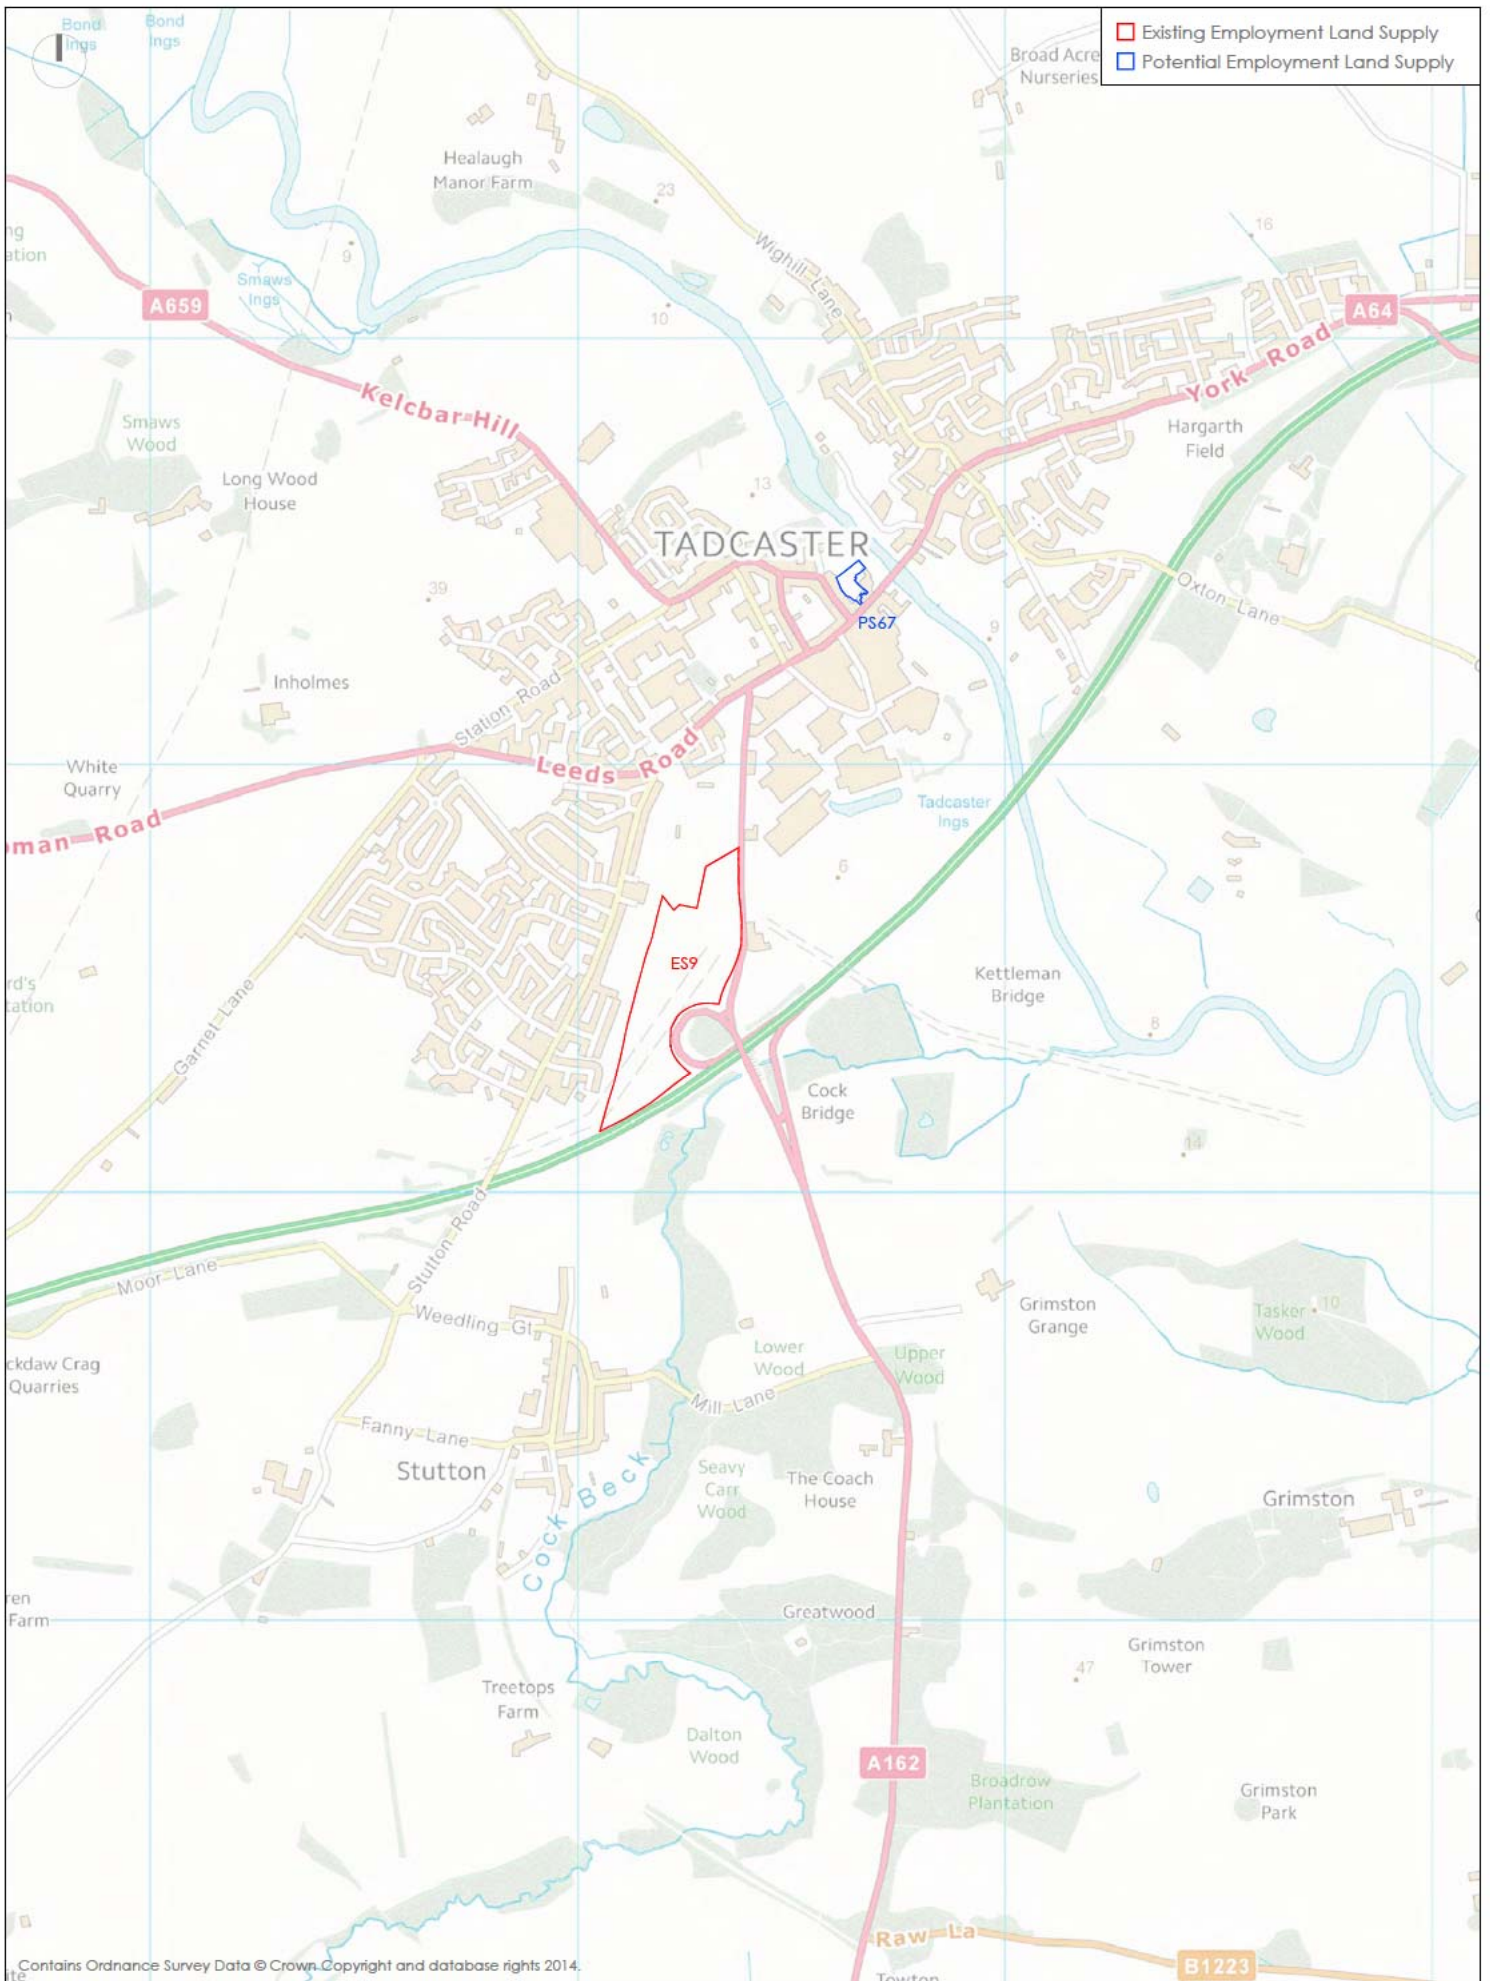 Existing Employment Land Supply
Potential Employment Land Supply
Bond
Ings
Bond
Ings
Broad Acre
Nurseries
Healaugh
Manor Farm
23
Wighill Lane
16
9
Smaws
Ings
A659
10
A64
York Road
Kelcbar Hill
Smaws
Wood
Hargarth
Field
Long Wood
House
13
TADCASTER
39
PS67
Oxton Lane
9
Inholmes
Station Road
White
Quarry
Leeds Road
Tadcaster
Ings
oman Road
6
ES9
Kettleman
Bridge
rd's
tation
Garnet Lane
8
Cock
Bridge
14
Stutton Road
Moor Lane
Weedling Gt
Grimston
Grange
Tasker
Wood
10
Lower
Wood
Upper
Wood
ckdaw Crag
Quarries
Mill Lane
Fanny Lane
Stutton
Seavy
Carr
Wood
The Coach
House
Grimston
Cock Beck
ren
Farm
Greatwood
Grimston
Tower
47
Treetops
Farm
Dalton
Wood
A162
Broadrow
Plantation
Grimston
Park
Raw La
B1223
Towton
Contains Ordnance Survey Data © Crown Copyright and database rights 2014.